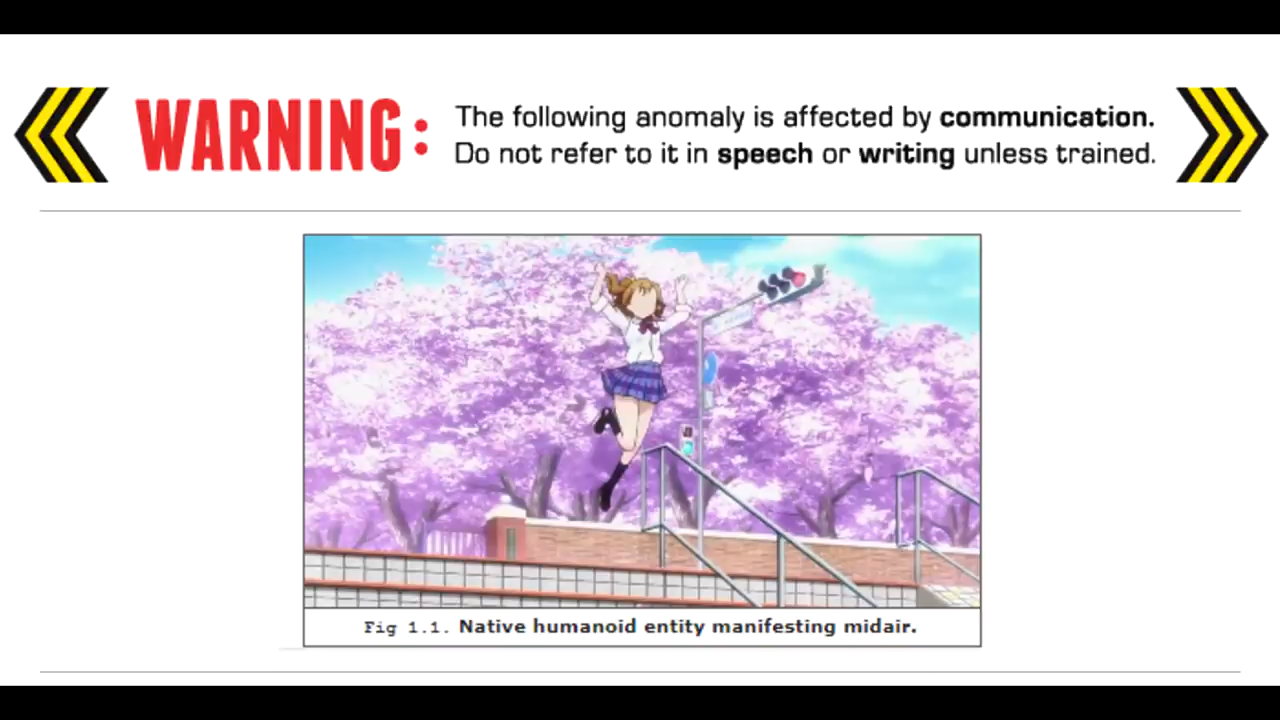 WARNING:
The following anomaly is affected by communication.
Do not refer to it in speech or writing unless trained.
Fig 1.1. Native humanoid entity manifesting midair.